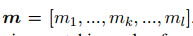 m = [m₁, ..., mₖ, ..., mₗ]